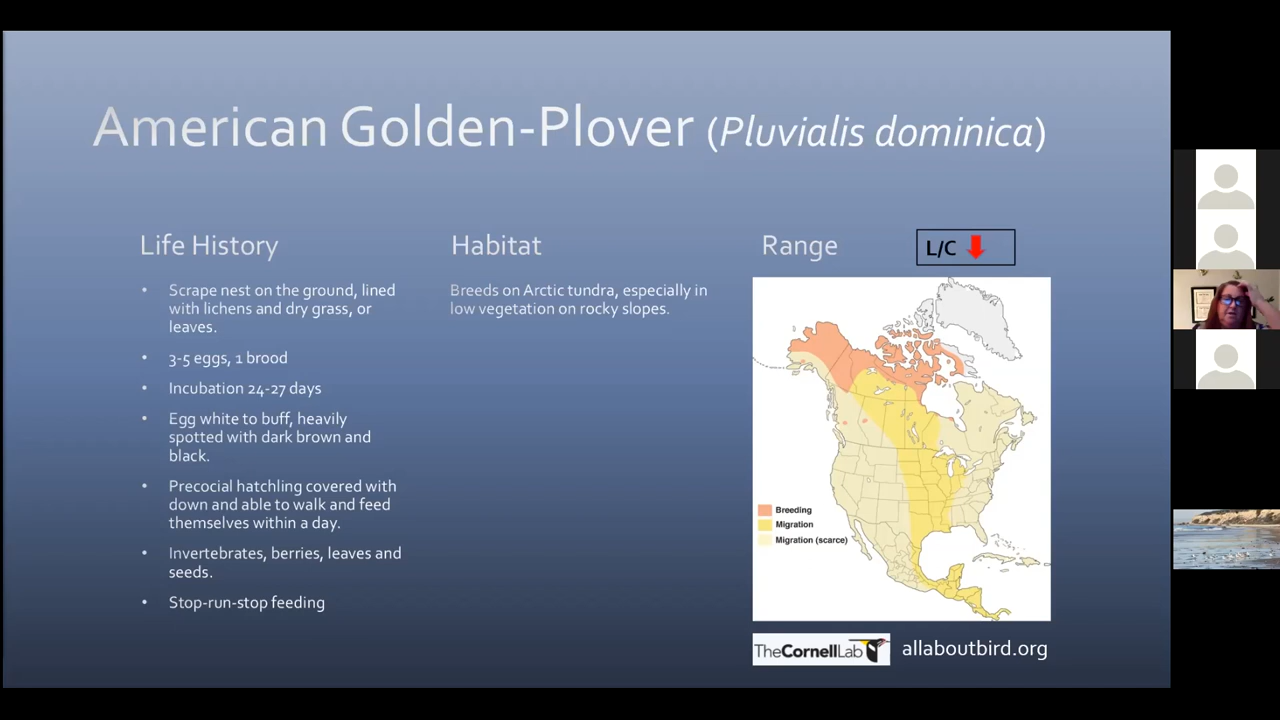 American Golden-Plover (Pluvialis dominica)
Life History
• Scrape nest on the ground, lined
with lichens and dry grass, or
leaves.
• 3-5 eggs, 1 brood
• Incubation 24-27 days
• Egg white to buff, heavily
spotted with dark brown and
black.
• Precocial hatchling covered with
down and able to walk and feed
themselves within a day.
• Invertebrates, berries, leaves and
seeds.
• Stop-run-stop feeding
Habitat
Breeds on Arctic tundra, especially in
low vegetation on rocky slopes.
Range
L/C
Breeding
Migration
Migration (scarce)
TheCornellLab
allaboutbird.org